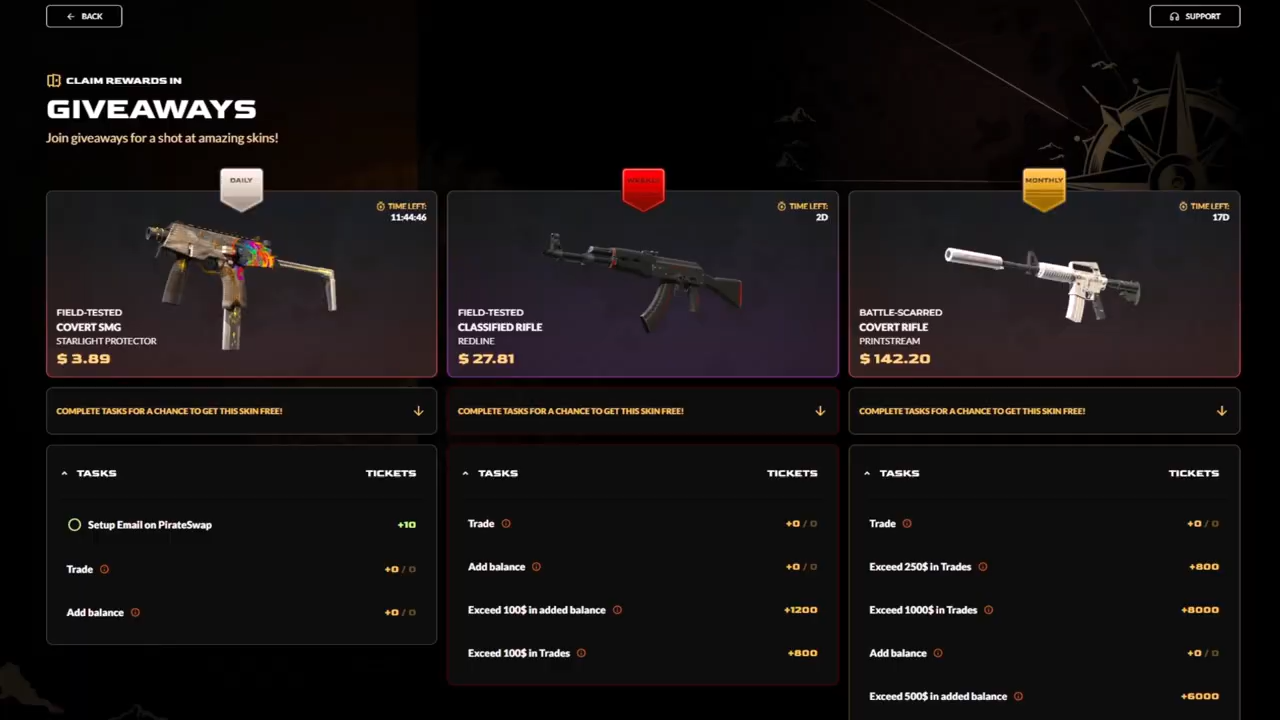 BACK
SUPPORT
CLAIM REWARDS IN
GIVEAWAYS
Join giveaways for a shot at amazing skins!
DAILY
TIME LEFT:
11:44:46
FIELD-TESTED
COVERT SMG
STARLIGHT PROTECTOR
$ 3.89
COMPLETE TASKS FOR A CHANCE TO GET THIS SKIN FREE!
TASKS TICKETS
Setup Email on PirateSwap +10
Trade +0 / 0
Add balance +0 / 0
WEEKLY
TIME LEFT:
2D
FIELD-TESTED
CLASSIFIED RIFLE
REDLINE
$ 27.81
COMPLETE TASKS FOR A CHANCE TO GET THIS SKIN FREE!
TASKS TICKETS
Trade +0 / 0
Add balance +0 / 0
Exceed 100$ in added balance +1200
Exceed 100$ in Trades +800
MONTHLY
TIME LEFT:
17D
BATTLE-SCARRED
COVERT RIFLE
PRINTSTREAM
$ 142.20
COMPLETE TASKS FOR A CHANCE TO GET THIS SKIN FREE!
TASKS TICKETS
Trade +0 / 0
Exceed 250$ in Trades +800
Exceed 1000$ in Trades +8000
Add balance +0 / 0
Exceed 500$ in added balance +6000